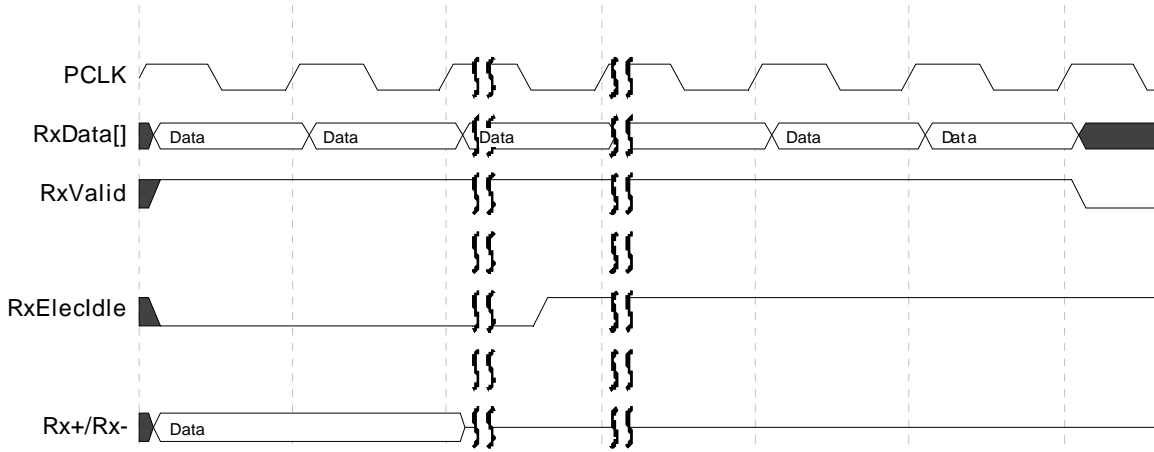 PCLK
RxData[] Data Data Data Data Data
RxValid
RxElecIdle
Rx+/Rx- Data